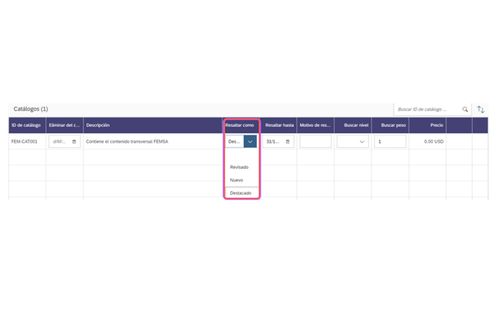 Catálogos (1)
Buscar ID de catálogo ...
ID de catálogo Eliminar del c... Descripción Resaltar como Resaltar hasta Motivo de res... Buscar nivel Buscar peso Precio
FEM-CAT001 Contiene el contenido transversal FEMSA Des... 31/1... 1 0,00 USD
Revisado
Nuevo
Destacado